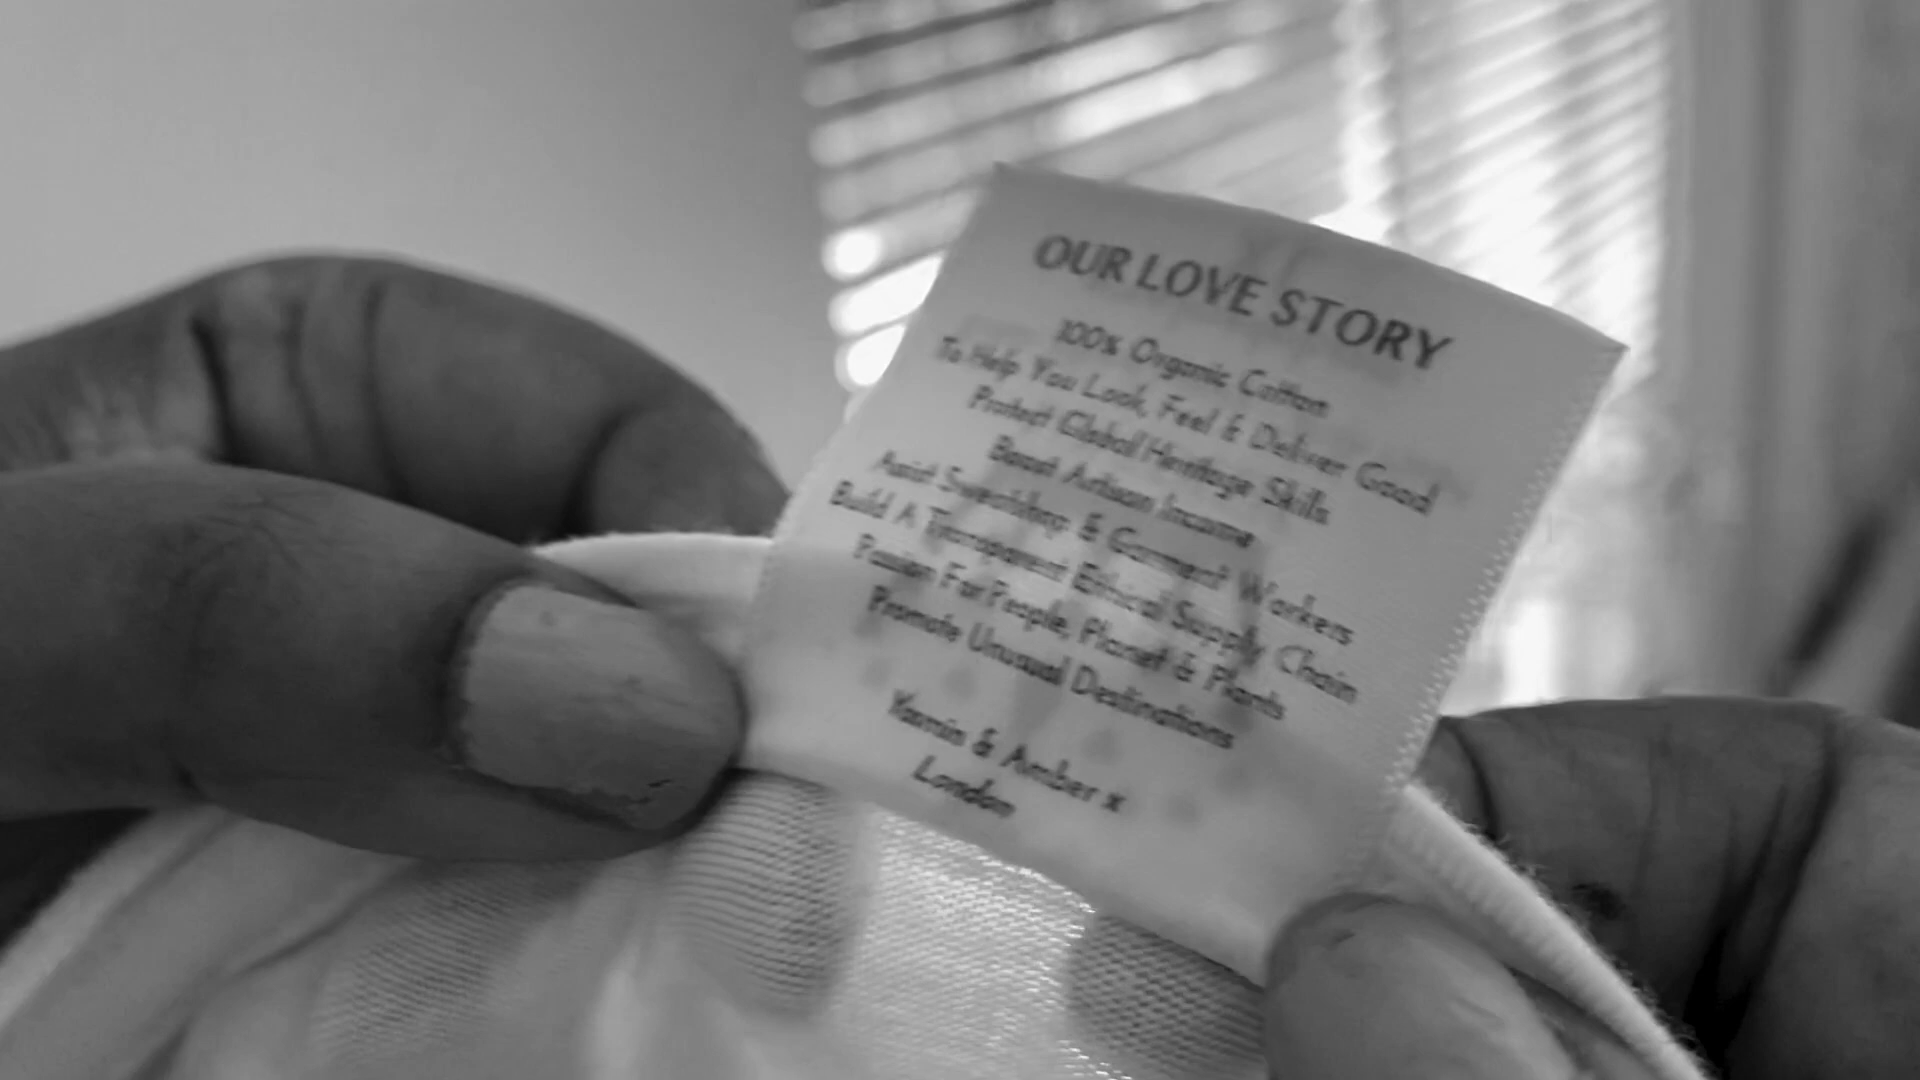 OUR LOVE STORY
100% Organic Cotton
To Help You Look, Feel & Deliver Good
Protect Global Heritage Skills
Boost Artisan Income
Assist Sweatshop & Garment Workers
Build A Transparent Ethical Supply Chain
Passion For People, Planet & Plants
Promote Unusual Destinations
Yasmin & Amber x
London